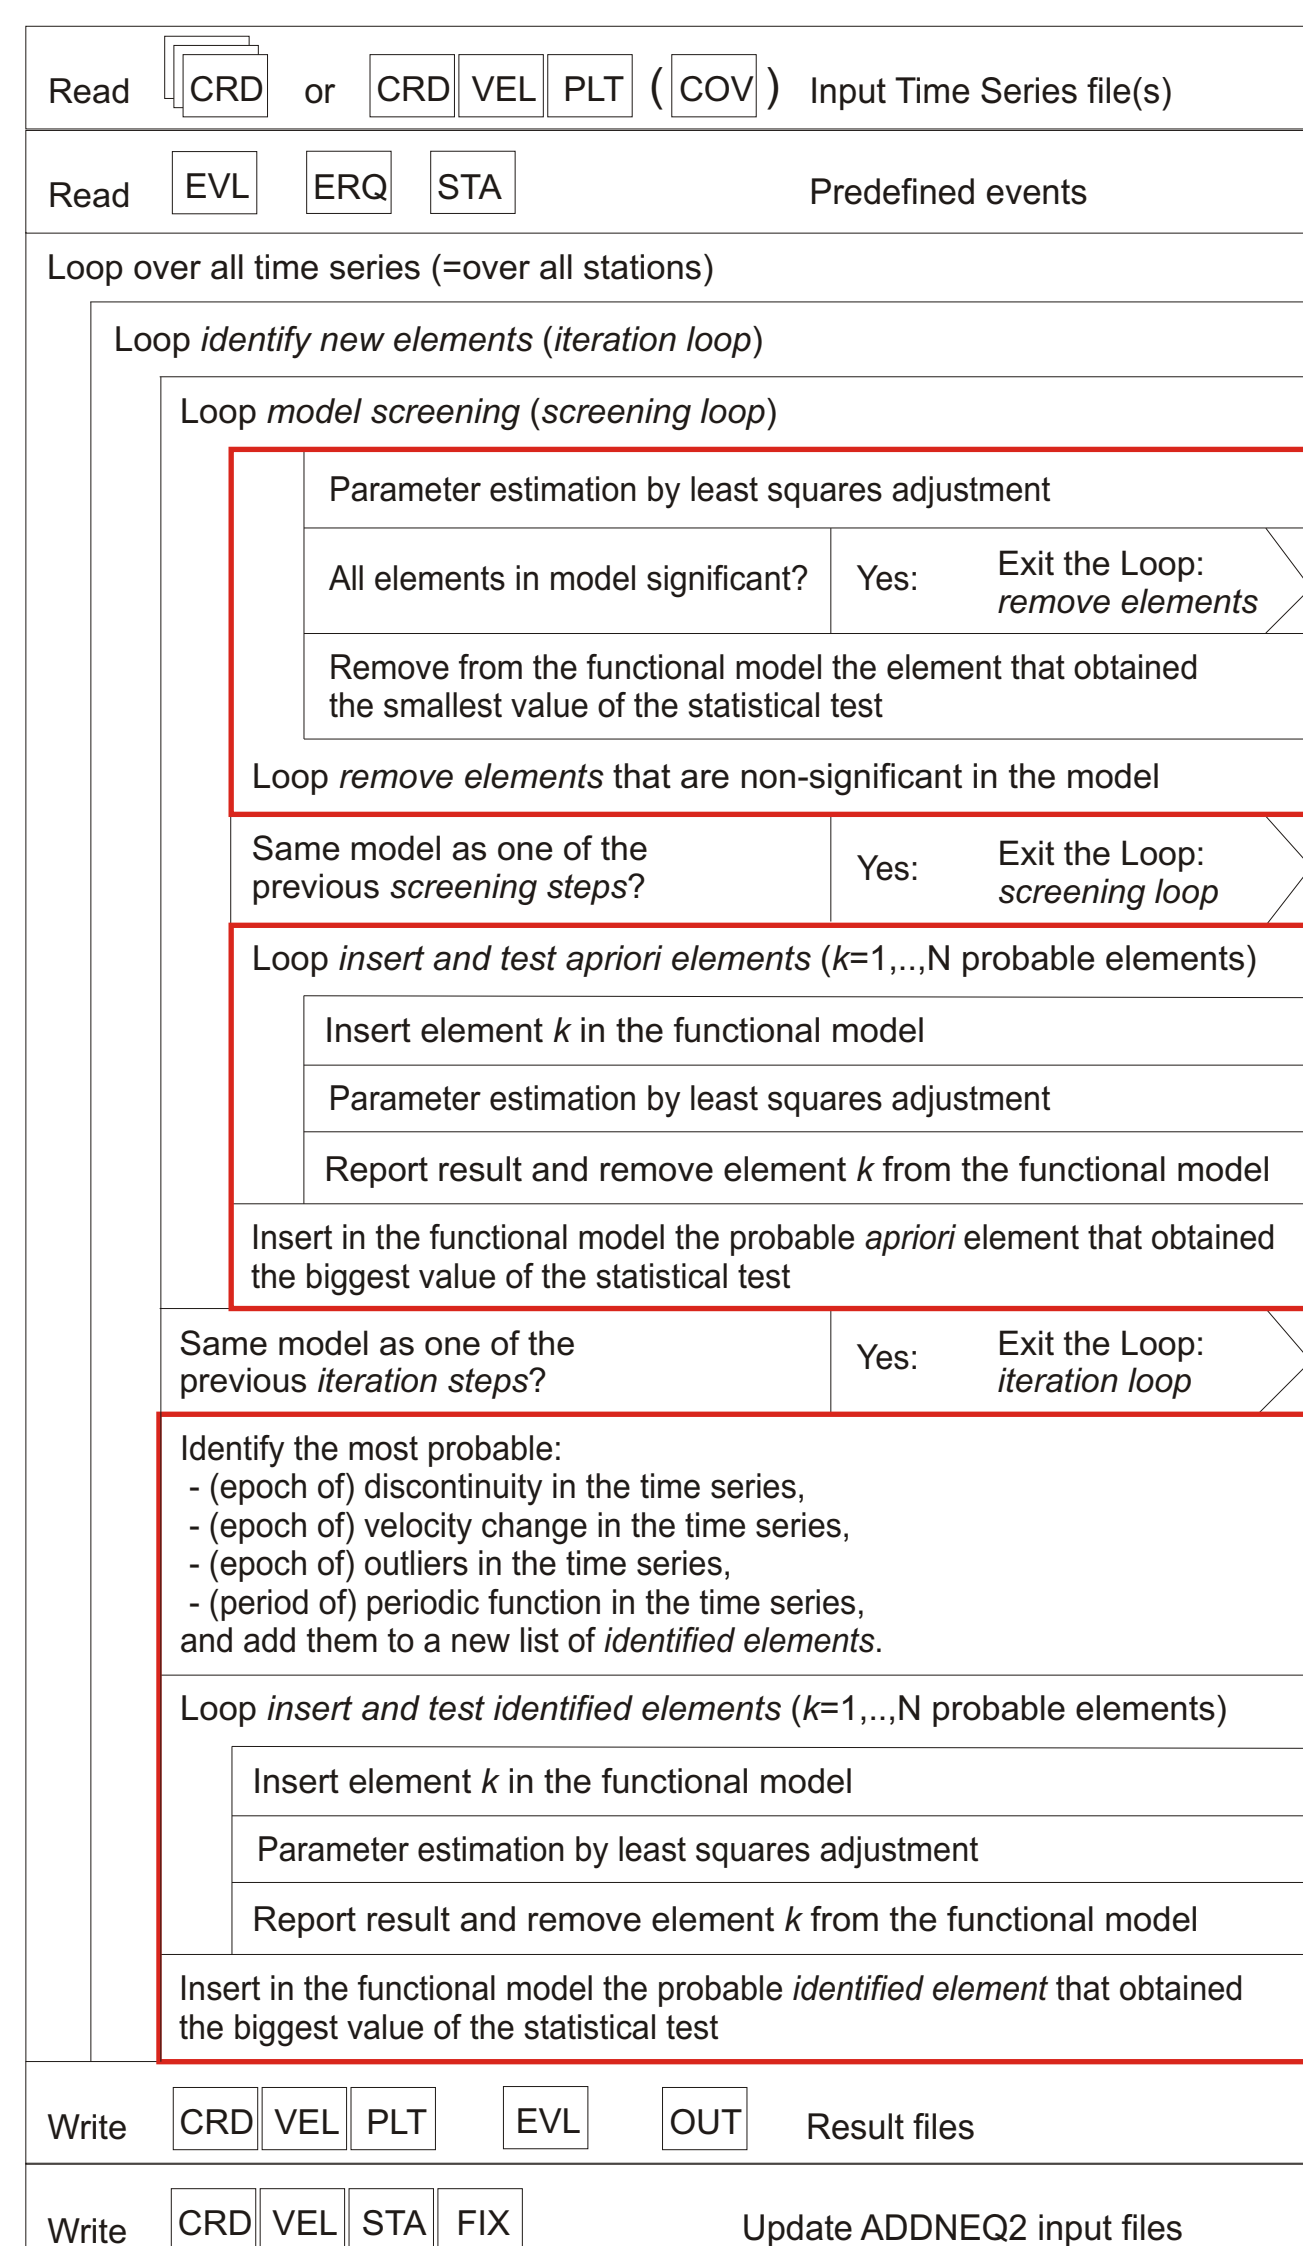 Read CRD or CRD VEL PLT ( COV ) Input Time Series file(s)
Read EVL ERQ STA Predefined events
Loop over all time series (=over all stations)
Loop identify new elements (iteration loop)
Loop model screening (screening loop)
Parameter estimation by least squares adjustment
All elements in model significant? Yes: Exit the Loop:
remove elements
Remove from the functional model the element that obtained
the smallest value of the statistical test
Loop remove elements that are non-significant in the model
Same model as one of the
previous screening steps?
Yes: Exit the Loop:
screening loop
Loop insert and test apriori elements (k=1,..,N probable elements)
Insert element k in the functional model
Parameter estimation by least squares adjustment
Report result and remove element k from the functional model
Insert in the functional model the probable apriori element that obtained
the biggest value of the statistical test
Same model as one of the
previous iteration steps?
Yes: Exit the Loop:
iteration loop
Identify the most probable:
- (epoch of) discontinuity in the time series,
- (epoch of) velocity change in the time series,
- (epoch of) outliers in the time series,
- (period of) periodic function in the time series,
and add them to a new list of identified elements.
Loop insert and test identified elements (k=1,..,N probable elements)
Insert element k in the functional model
Parameter estimation by least squares adjustment
Report result and remove element k from the functional model
Insert in the functional model the probable identified element that obtained
the biggest value of the statistical test
Write CRD VEL PLT EVL OUT Result files
Write CRD VEL STA FIX Update ADDNEQ2 input files